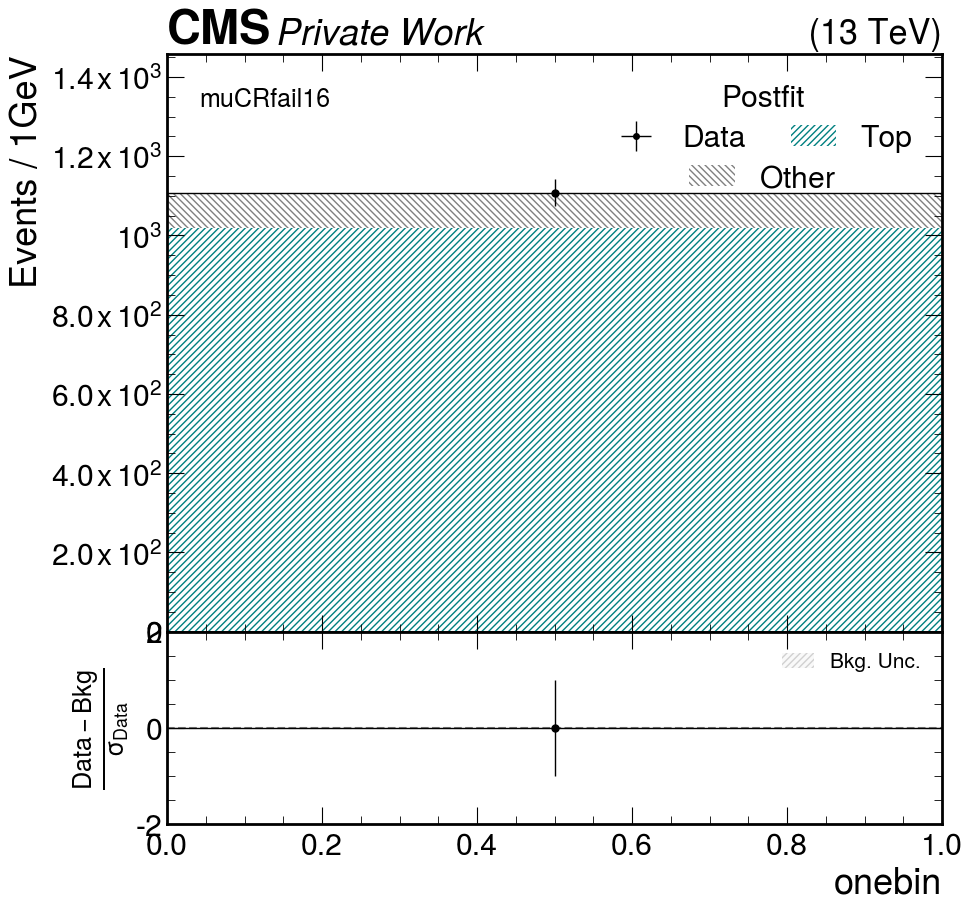 CMS Private Work (13 TeV)
Events / 1GeV
1.4 x 10³
1.2 x 10³
10³
8.0 x 10²
6.0 x 10²
4.0 x 10²
2.0 x 10²
0
muCRfail16
Postfit
Data Top
Other
2
0
-2
Data – Bkg
σData
Bkg. Unc.
0.0 0.2 0.4 0.6 0.8 1.0
onebin